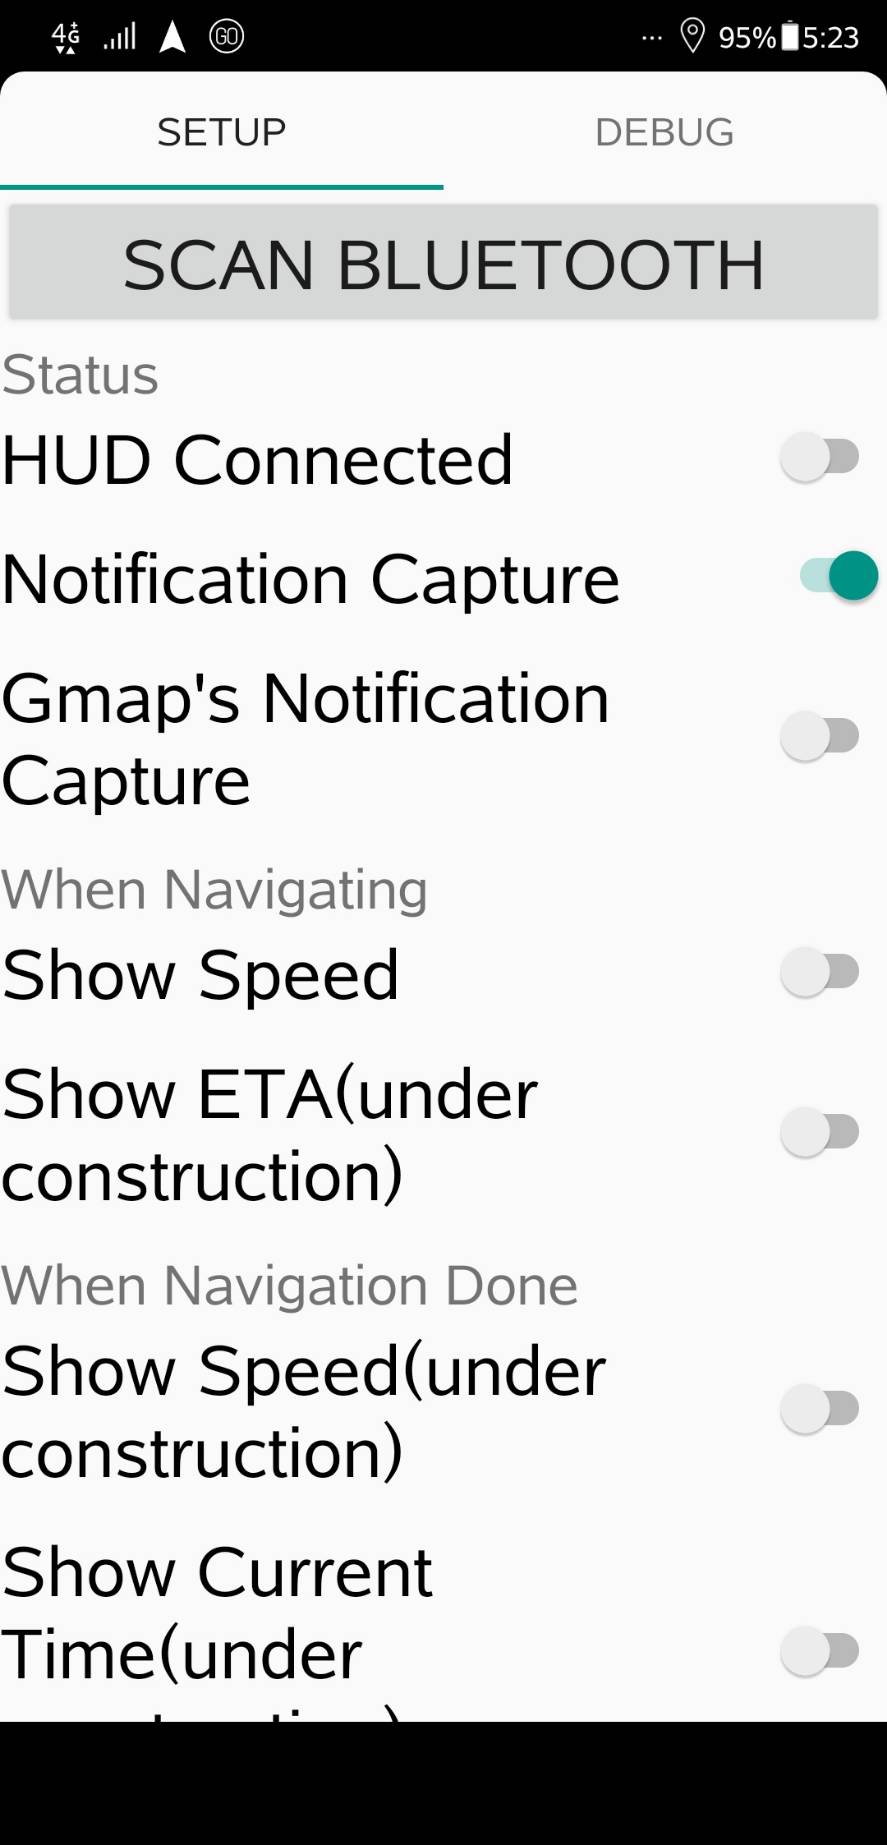 4G+ GO ... 95% 5:23
SETUP DEBUG
SCAN BLUETOOTH
Status
HUD Connected
Notification Capture
Gmap's Notification
Capture
When Navigating
Show Speed
Show ETA(under
construction)
When Navigation Done
Show Speed(under
construction)
Show Current
Time(under